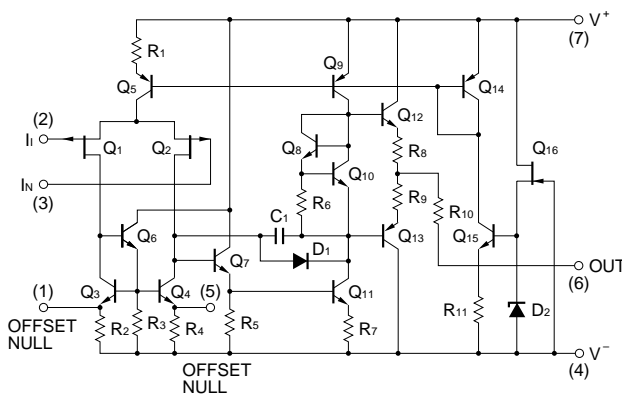 V+
(7)
R1
Q5
Q9
Q14
Q12
(2)
II
Q1
Q2
Q8
R8
Q16
Q10
IN
(3)
R6
R9
R10
Q6
C1
Q13
Q15
Q7
D1
OUT
(6)
(1)
Q3
Q4
(5)
Q11
OFFSET
NULL
R2
R3
R4
R5
R7
R11
D2
V−
(4)
OFFSET
NULL